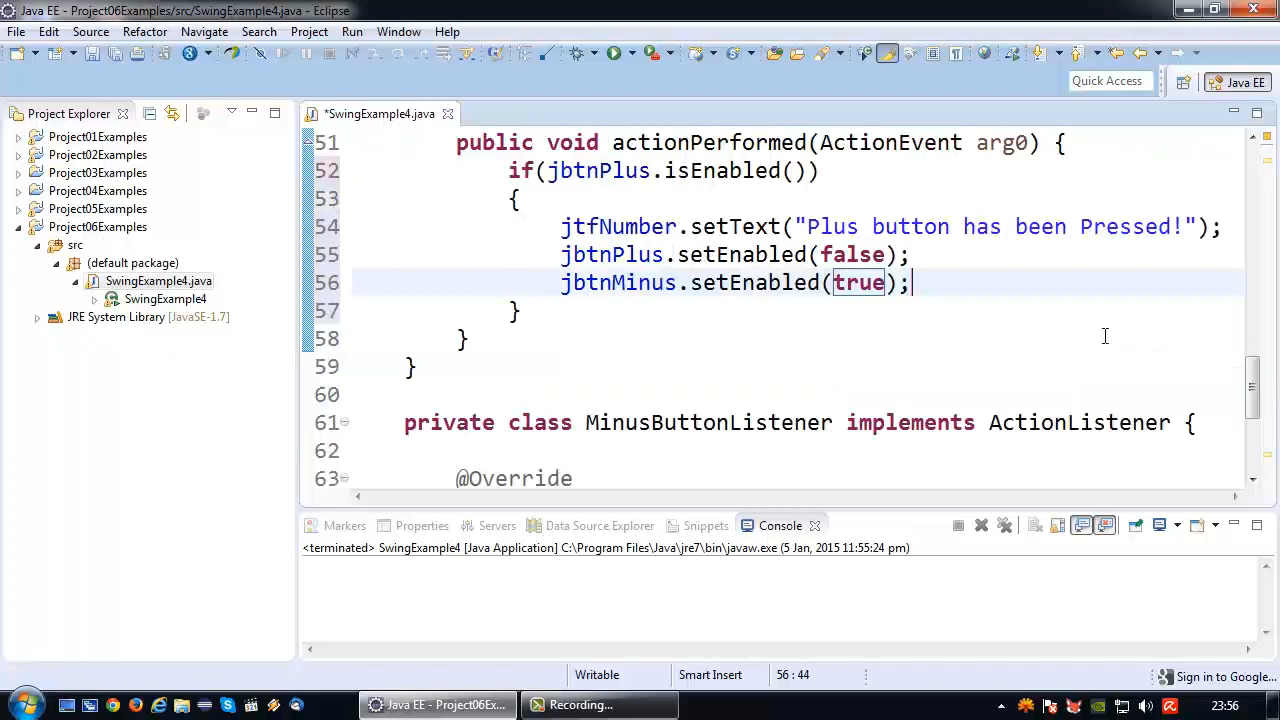 Java EE - Project06Examples/src/SwingExample4.java - Eclipse
File Edit Source Refactor Navigate Search Project Run Window Help
Quick Access
Java EE
Project Explorer
*SwingExample4.java
Project01Examples
Project02Examples
Project03Examples
Project04Examples
Project05Examples
Project06Examples
src
(default package)
SwingExample4.java
SwingExample4
JRE System Library [JavaSE-1.7]
51 public void actionPerformed(ActionEvent arg0) {
52 if(jbtnPlus.isEnabled())
53 {
54 jtfNumber.setText("Plus button has been Pressed!");
55 jbtnPlus.setEnabled(false);
56 jbtnMinus.setEnabled(true);
57 }
58 }
59 }
60
61 private class MinusButtonListener implements ActionListener {
62
63 @Override
Markers Properties Servers Data Source Explorer Snippets Console
<terminated> SwingExample4 [Java Application] C:\Program Files\Java\jre7\bin\javaw.exe (5 Jan, 2015 11:55:24 pm)
Writable Smart Insert 56 : 44 Sign in to Google...
Java EE - Project06Ex... Recording... 23:56